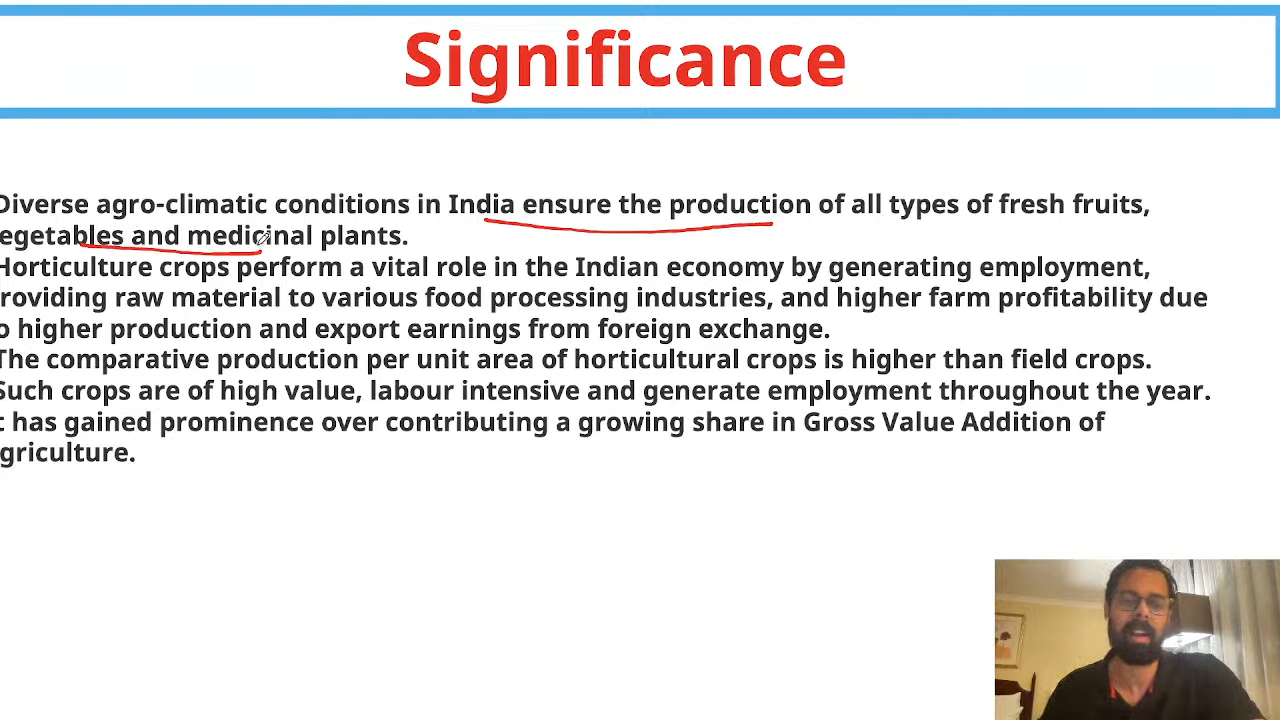 Significance
Diverse agro-climatic conditions in India ensure the production of all types of fresh fruits,
egetables and medicinal plants.
Horticulture crops perform a vital role in the Indian economy by generating employment,
roviding raw material to various food processing industries, and higher farm profitability due
o higher production and export earnings from foreign exchange.
The comparative production per unit area of horticultural crops is higher than field crops.
Such crops are of high value, labour intensive and generate employment throughout the year.
t has gained prominence over contributing a growing share in Gross Value Addition of
griculture.